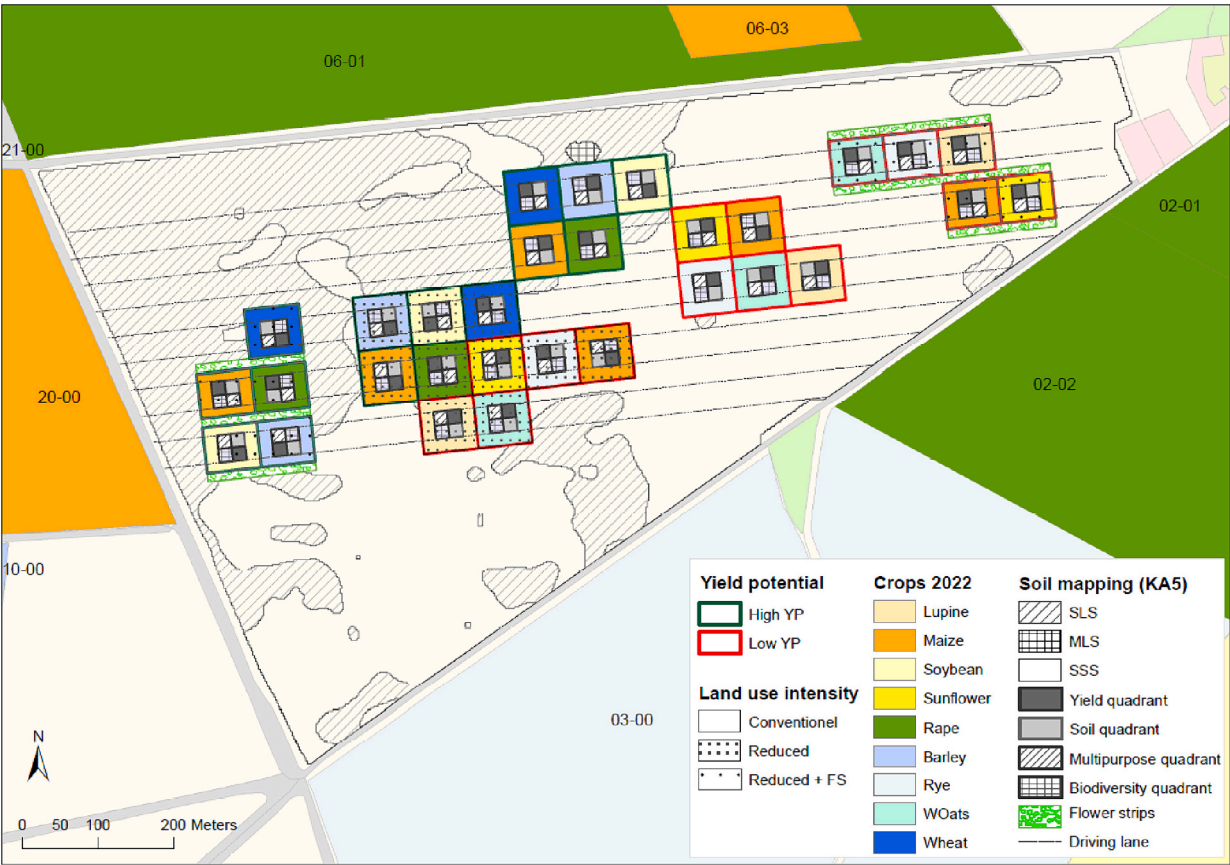 06-03
06-01
21-00
02-01
20-00
02-02
10-00
03-00
N
0 50 100 200 Meters
Yield potential
High YP
Low YP
Land use intensity
Conventionel
Reduced
Reduced + FS
Crops 2022
Lupine
Maize
Soybean
Sunflower
Rape
Barley
Rye
WOats
Wheat
Soil mapping (KA5)
SLS
MLS
SSS
Yield quadrant
Soil quadrant
Multipurpose quadrant
Biodiversity quadrant
Flower strips
Driving lane